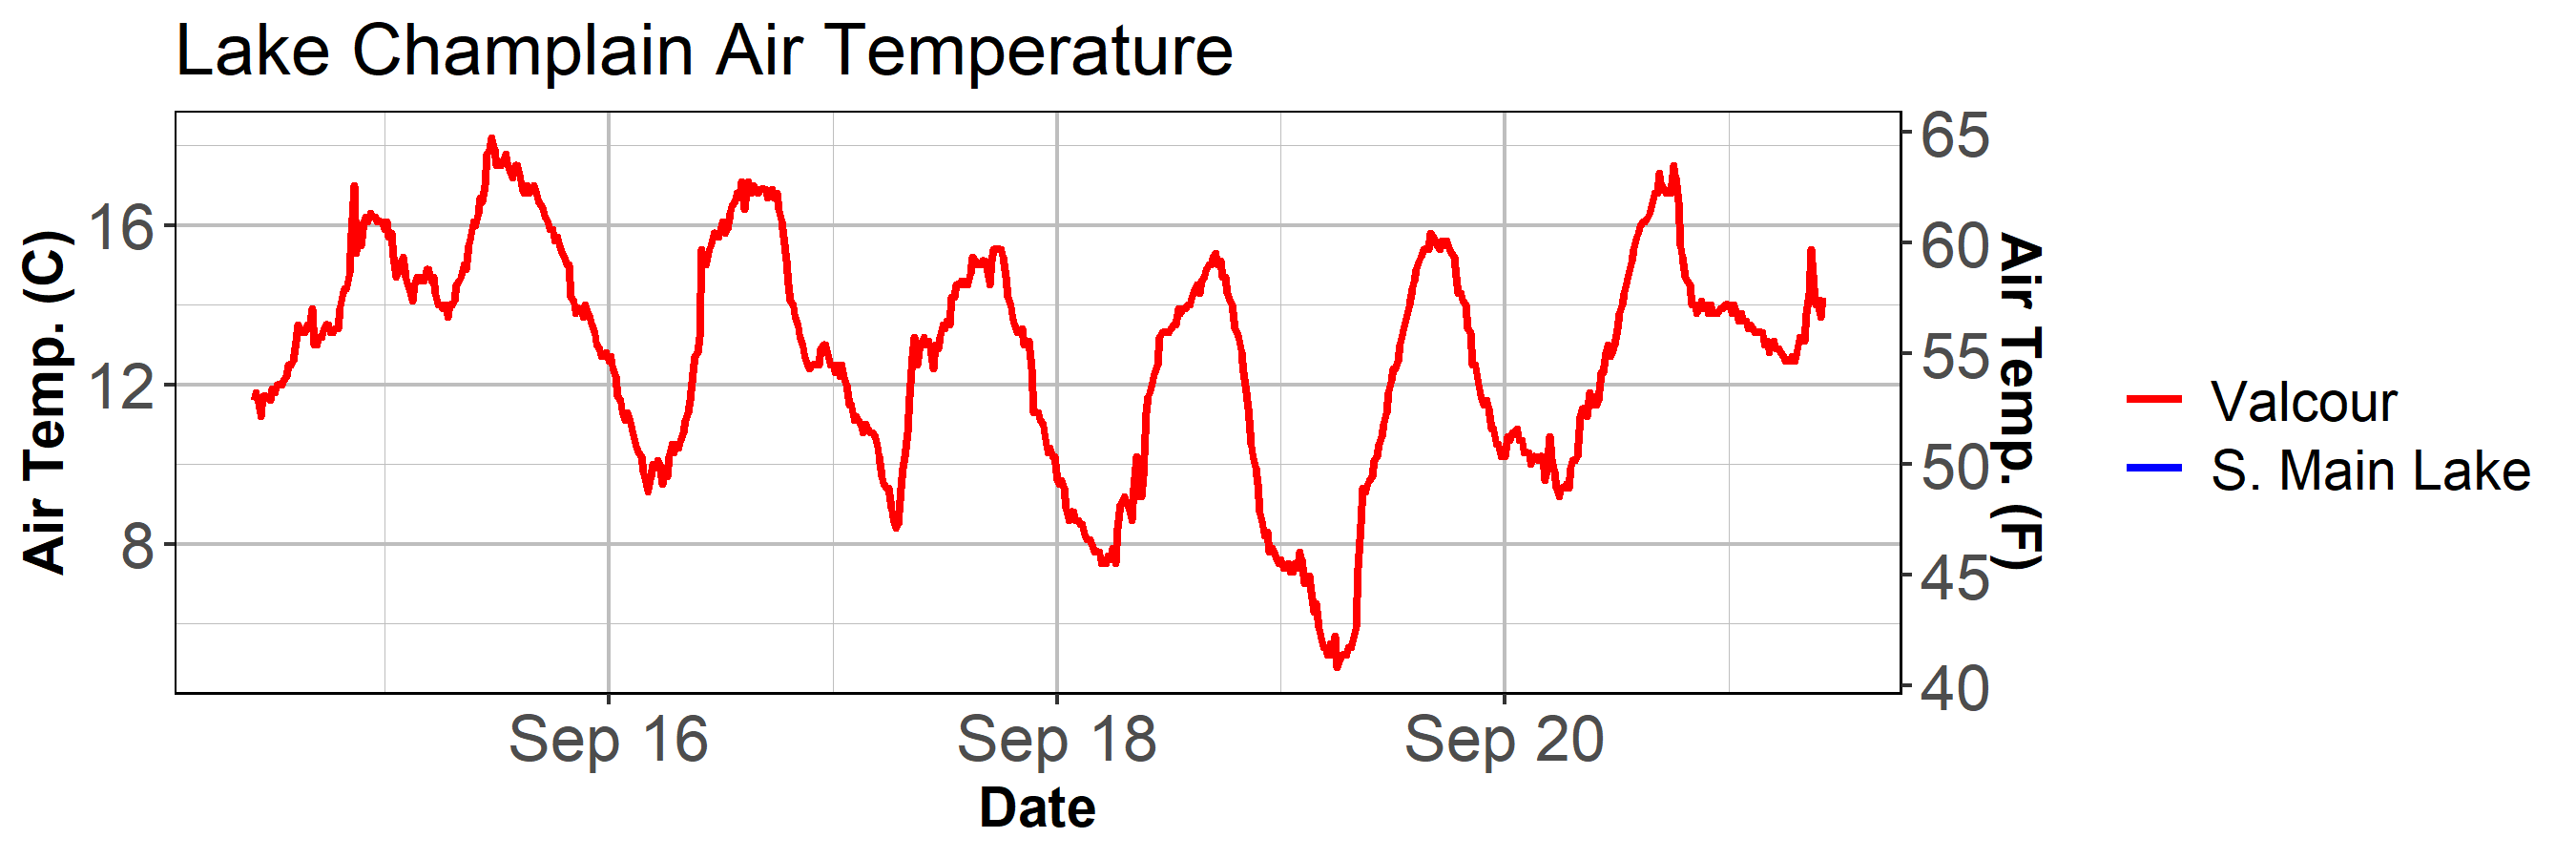 Lake Champlain Air Temperature
Air Temp. (C)
16
12
8
65
60
55
50
45
40
Air Temp. (F)
Sep 16
Sep 18
Sep 20
Date
Valcour
S. Main Lake